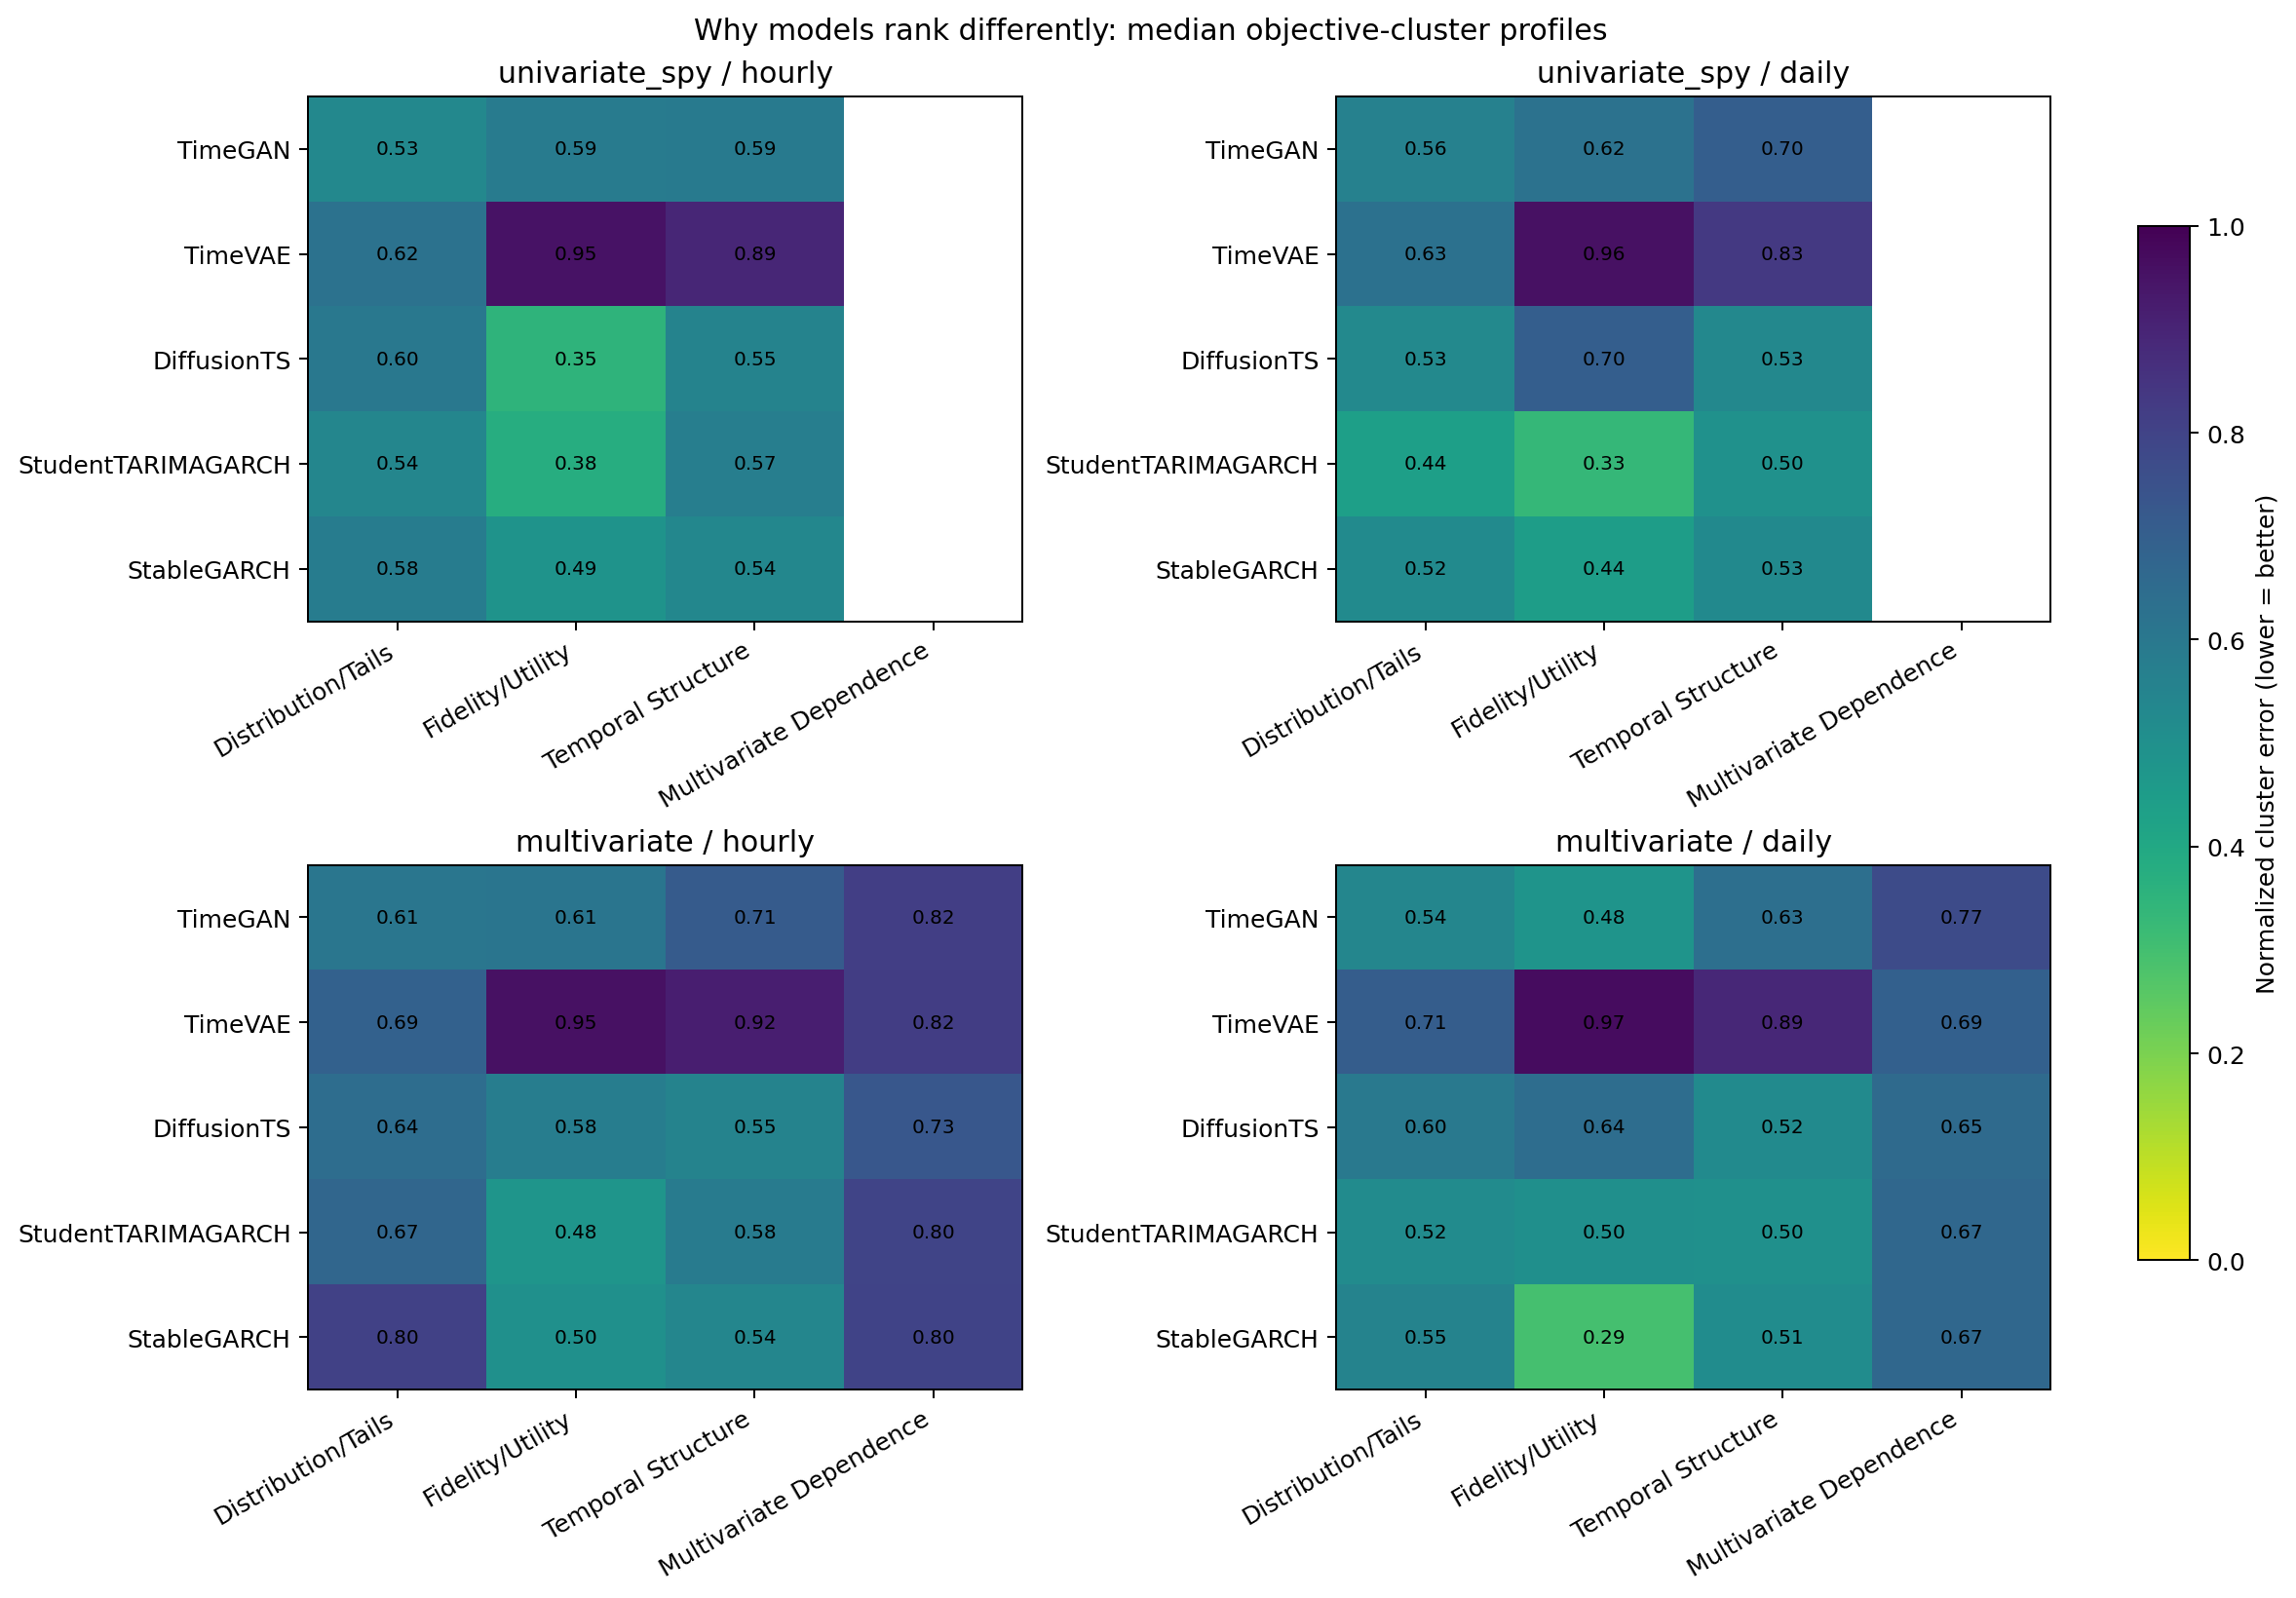 Why models rank differently: median objective-cluster profiles
univariate_spy / hourly
TimeGAN 0.53 0.59 0.59
TimeVAE 0.62 0.95 0.89
DiffusionTS 0.60 0.35 0.55
StudentTARIMAGARCH 0.54 0.38 0.57
StableGARCH 0.58 0.49 0.54
Distribution/Tails
Fidelity/Utility
Temporal Structure
Multivariate Dependence
univariate_spy / daily
TimeGAN 0.56 0.62 0.70
TimeVAE 0.63 0.96 0.83
DiffusionTS 0.53 0.70 0.53
StudentTARIMAGARCH 0.44 0.33 0.50
StableGARCH 0.52 0.44 0.53
Distribution/Tails
Fidelity/Utility
Temporal Structure
Multivariate Dependence
multivariate / hourly
TimeGAN 0.61 0.61 0.71 0.82
TimeVAE 0.69 0.95 0.92 0.82
DiffusionTS 0.64 0.58 0.55 0.73
StudentTARIMAGARCH 0.67 0.48 0.58 0.80
StableGARCH 0.80 0.50 0.54 0.80
Distribution/Tails
Fidelity/Utility
Temporal Structure
Multivariate Dependence
multivariate / daily
TimeGAN 0.54 0.48 0.63 0.77
TimeVAE 0.71 0.97 0.89 0.69
DiffusionTS 0.60 0.64 0.52 0.65
StudentTARIMAGARCH 0.52 0.50 0.50 0.67
StableGARCH 0.55 0.29 0.51 0.67
Distribution/Tails
Fidelity/Utility
Temporal Structure
Multivariate Dependence
1.0
0.8
0.6
0.4
0.2
0.0
Normalized cluster error (lower = better)